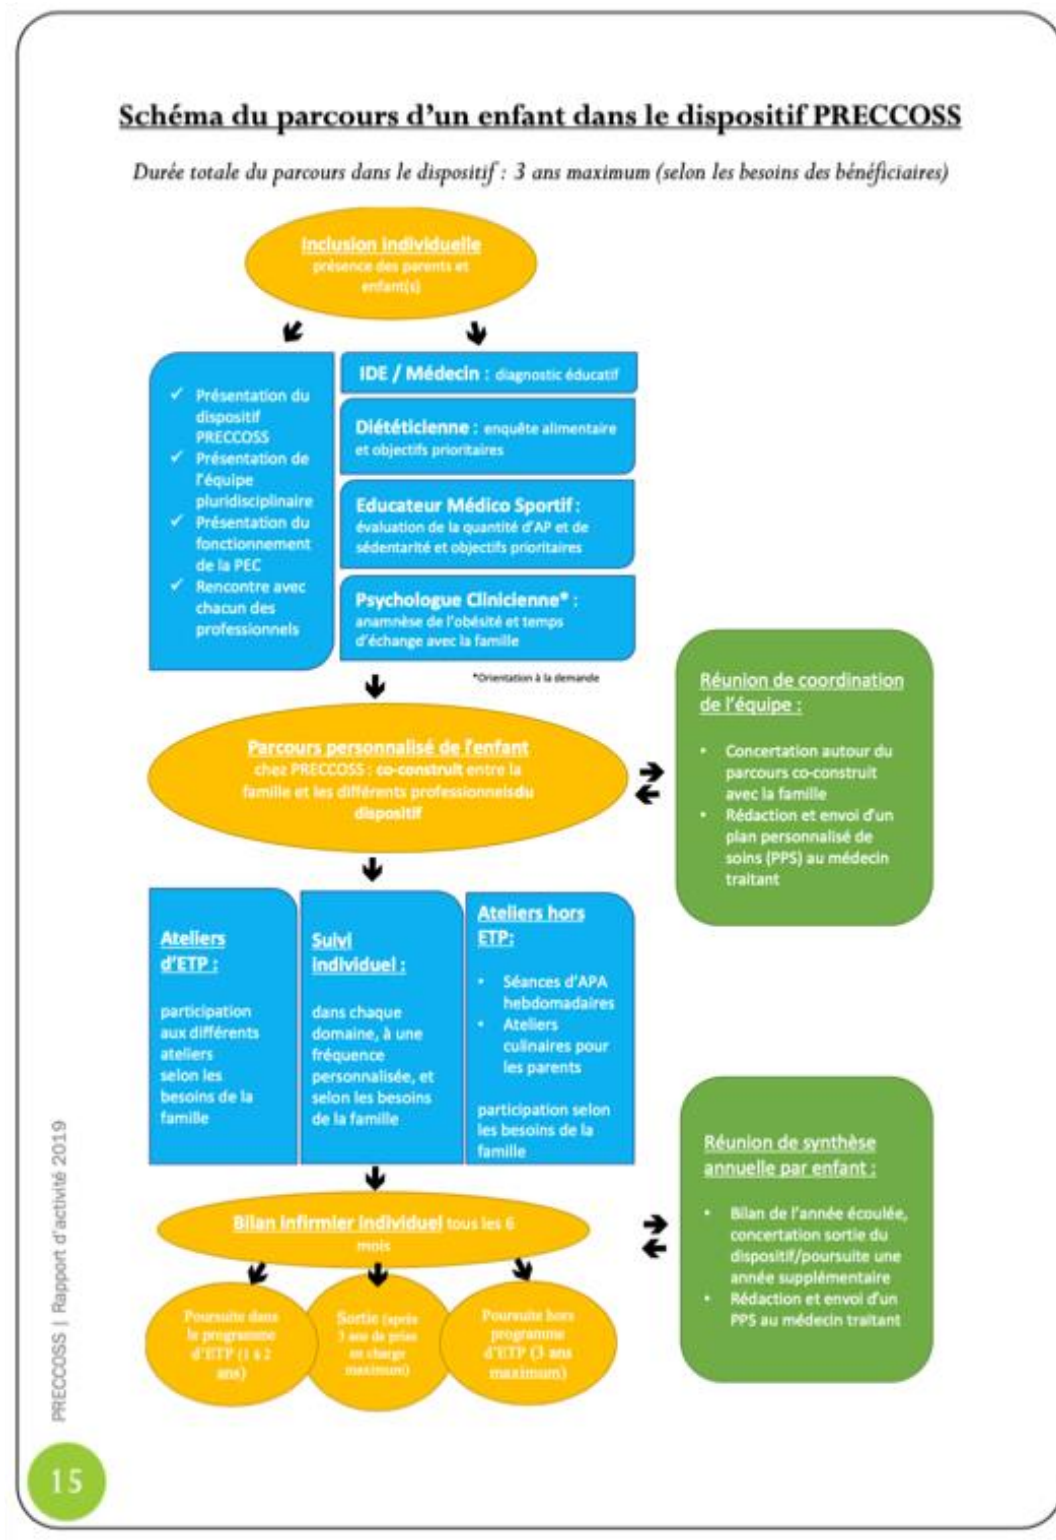 Schéma du parcours d'un enfant dans le dispositif PRECCOSS
Durée totale du parcours dans le dispositif : 3 ans maximum (selon les besoins des bénéficiaires)
Inclusion individuelle
présence des parents et
enfant(s)
✓ Présentation du
dispositif
PRECCOSS
✓ Présentation de
l'équipe
pluridisciplinaire
✓ Présentation du
fonctionnement
de la PEC
✓ Rencontre avec
chacun des
professionnels
IDE / Médecin : diagnostic éducatif
Diététicienne : enquête alimentaire
et objectifs prioritaires
Educateur Médico Sportif :
évaluation de la quantité d'AP et de
sédentarité et objectifs prioritaires
Psychologue Clinicienne* :
anamnèse de l'obésité et temps
d'échange avec la famille
*Orientation à la demande
Parcours personnalisé de l'enfant
chez PRECCOSS : co-construit entre la
famille et les différents professionnelsdu
dispositif
Réunion de coordination
de l'équipe :
• Concertation autour du
parcours co-construit
avec la famille
• Rédaction et envoi d'un
plan personnalisé de
soins (PPS) au médecin
traitant
Ateliers
d'ETP :
participation
aux différents
ateliers
selon les
besoins de la
famille
Suivi
individuel :
dans chaque
domaine, à une
fréquence
personnalisée, et
selon les besoins
de la famille
Ateliers hors
ETP:
• Séances d'APA
hebdomadaires
• Ateliers
culinaires pour
les parents
participation selon
les besoins de la
famille
Bilan infirmier individuel tous les 6
mois
Réunion de synthèse
annuelle par enfant :
• Bilan de l'année écoulée,
concertation sortie du
dispositif/poursuite une
année supplémentaire
• Rédaction et envoi d'un
PPS au médecin traitant
Poursuite dans
le programme
d'ETP (1 à 2
ans)
Sortie (après
3 ans de prise
en charge
maximum)
Poursuite hors
programme
d'ETP (3 ans
maximum)
PRECCOSS | Rapport d'activité 2019
15